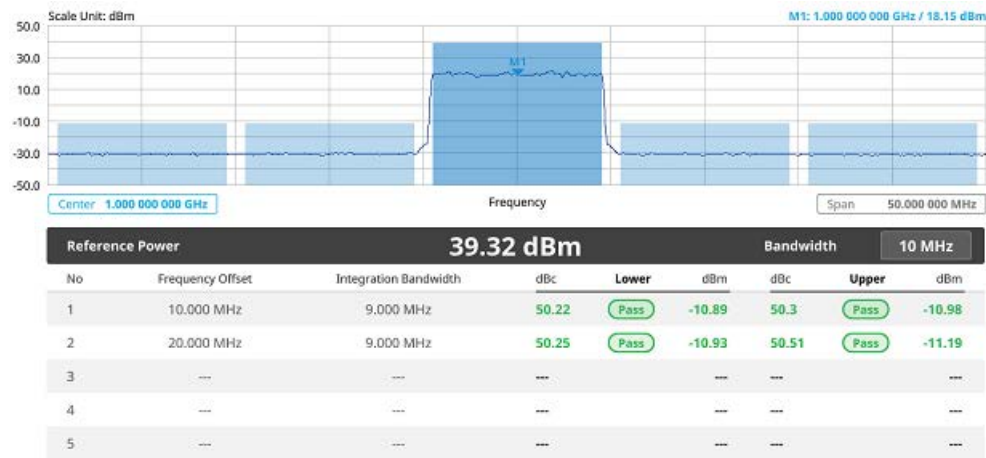 Scale Unit: dBm M1: 1.000 000 000 GHz / 18.15 dBm
50.0
M1
30.0
10.0
-10.0
-30.0
-50.0
Center 1.000 000 000 GHz Frequency Span 50.000 000 MHz
Reference Power 39.32 dBm Bandwidth 10 MHz
No Frequency Offset Integration Bandwidth dBc Lower dBm dBc Upper dBm
1 10.000 MHz 9.000 MHz 50.22 Pass -10.89 50.3 Pass -10.98
2 20.000 MHz 9.000 MHz 50.25 Pass -10.93 50.51 Pass -11.19
3 --- --- --- --- --- ---
4 --- --- --- --- --- ---
5 --- --- --- --- --- ---